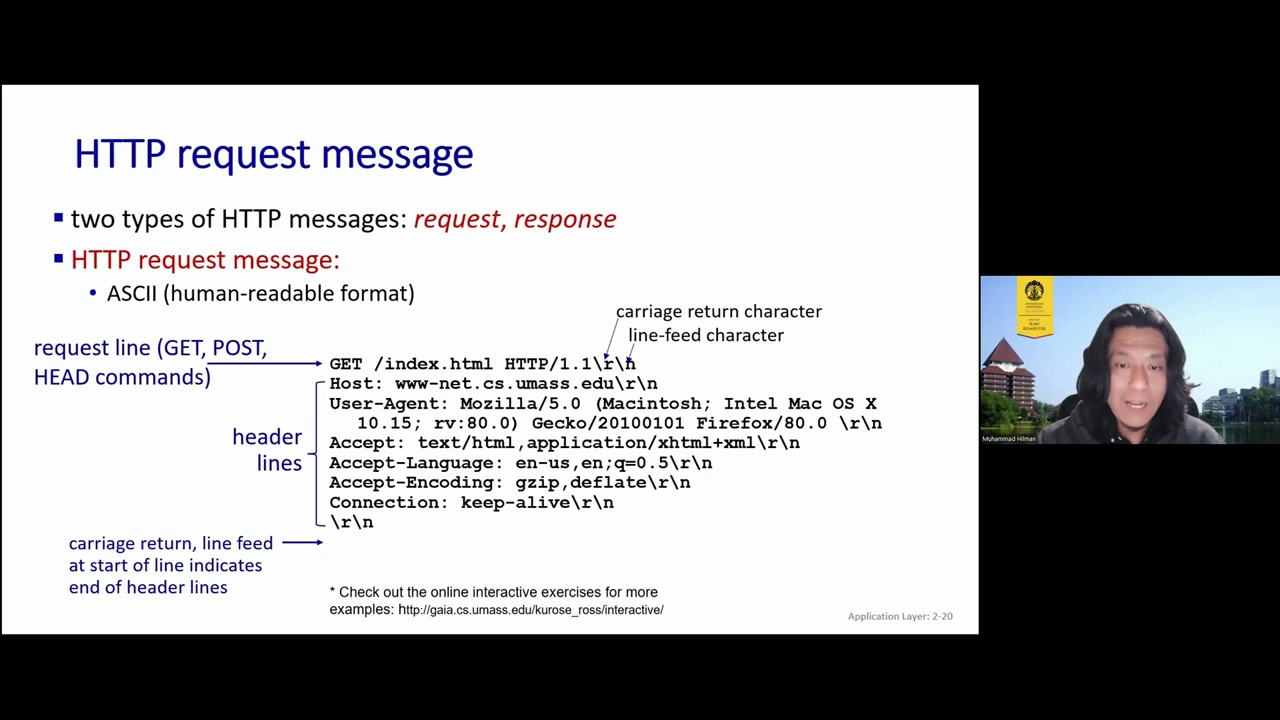 HTTP request message
▪ two types of HTTP messages: request, response
▪ HTTP request message:
• ASCII (human-readable format)
carriage return character
line-feed character
request line (GET, POST,
HEAD commands)
GET /index.html HTTP/1.1\r\n
Host: www-net.cs.umass.edu\r\n
User-Agent: Mozilla/5.0 (Macintosh; Intel Mac OS X
10.15; rv:80.0) Gecko/20100101 Firefox/80.0 \r\n
header
lines
Accept: text/html,application/xhtml+xml\r\n
Accept-Language: en-us,en;q=0.5\r\n
Accept-Encoding: gzip,deflate\r\n
Connection: keep-alive\r\n
\r\n
carriage return, line feed
at start of line indicates
end of header lines
* Check out the online interactive exercises for more
examples: http://gaia.cs.umass.edu/kurose_ross/interactive/
Application Layer: 2-20
ILMU
KOMPUTER
Muhammad Hilman